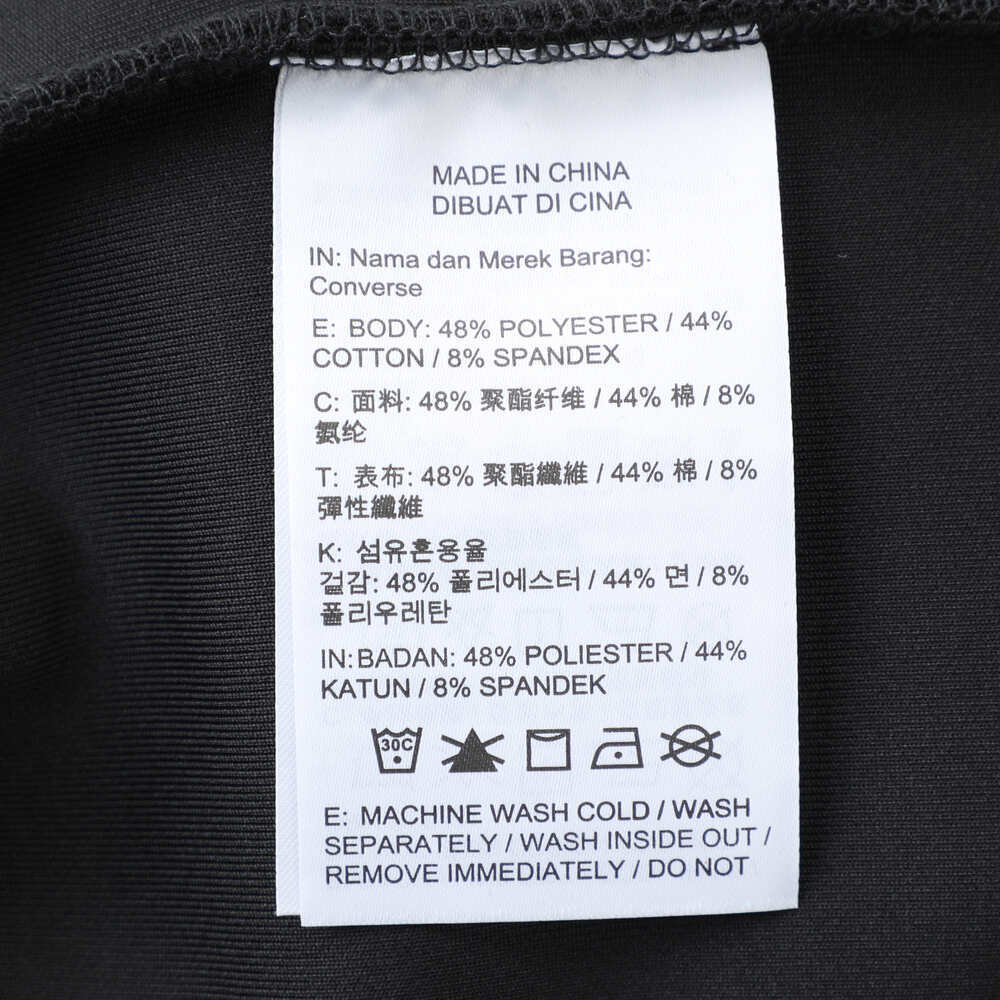 MADE IN CHINA
DIBUAT DI CINA
IN: Nama dan Merek Barang:
Converse
E: BODY: 48% POLYESTER / 44%
COTTON / 8% SPANDEX
C: 面料: 48% 聚酯纤维 / 44% 棉 / 8%
氨纶
T: 表布: 48% 聚酯纖維 / 44% 棉 / 8%
彈性纖維
K: 섬유혼용율
겉감: 48% 폴리에스터 / 44% 면 / 8%
폴리우레탄
IN: BADAN: 48% POLIESTER / 44%
KATUN / 8% SPANDEK
30C
E: MACHINE WASH COLD / WASH
SEPARATELY / WASH INSIDE OUT /
REMOVE IMMEDIATELY / DO NOT